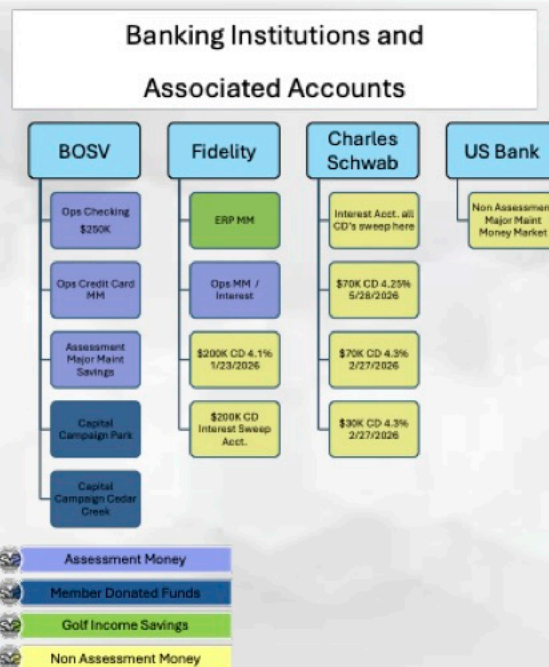 Banking Institutions and
Associated Accounts
BOSV
Ops Checking
$250K
Ops Credit Card
MM
Assessment
Major Maint
Savings
Capital
Campaign Park
Capital
Campaign Cedar
Creek
Fidelity
ERP MM
Ops MM /
Interest
$200K CD 4.1%
1/23/2026
$200K CD
Interest Sweep
Acct.
Charles
Schwab
Interest Acct. all
CD's sweep here
$70K CD 4.25%
5/28/2026
$70K CD 4.3%
2/27/2026
$30K CD 4.3%
2/27/2026
US Bank
Non Assessmen
Major Maint
Money Market
Assessment Money
Member Donated Funds
Golf Income Savings
Non Assessment Money